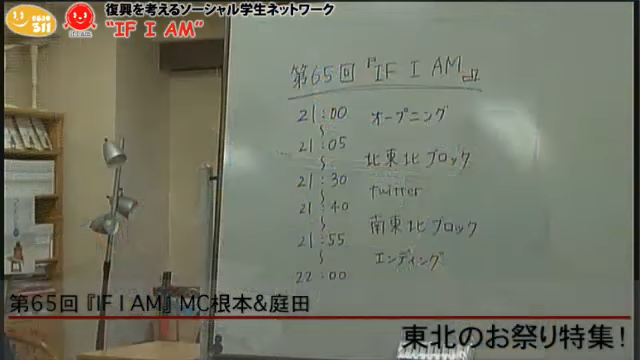 復興を考えるソーシャル学生ネットワーク
311
if i am
"IF I AM"
第65回『IF I AM』
21:00 オープニング
21:05 北東北ブロック
21:30 twitter
21:40 南東北ブロック
21:55 エンディング
22:00
第65回『IF I AM』MC根本&庭田
東北のお祭り特集!